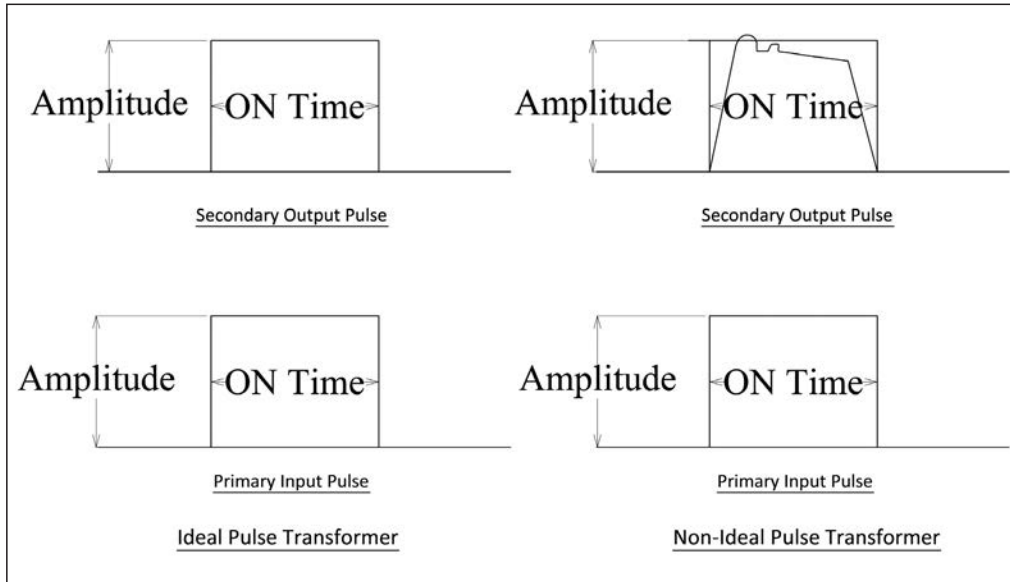 Amplitude
ON Time
Secondary Output Pulse
Amplitude
ON Time
Secondary Output Pulse
Amplitude
ON Time
Primary Input Pulse
Amplitude
ON Time
Primary Input Pulse
Ideal Pulse Transformer
Non-Ideal Pulse Transformer